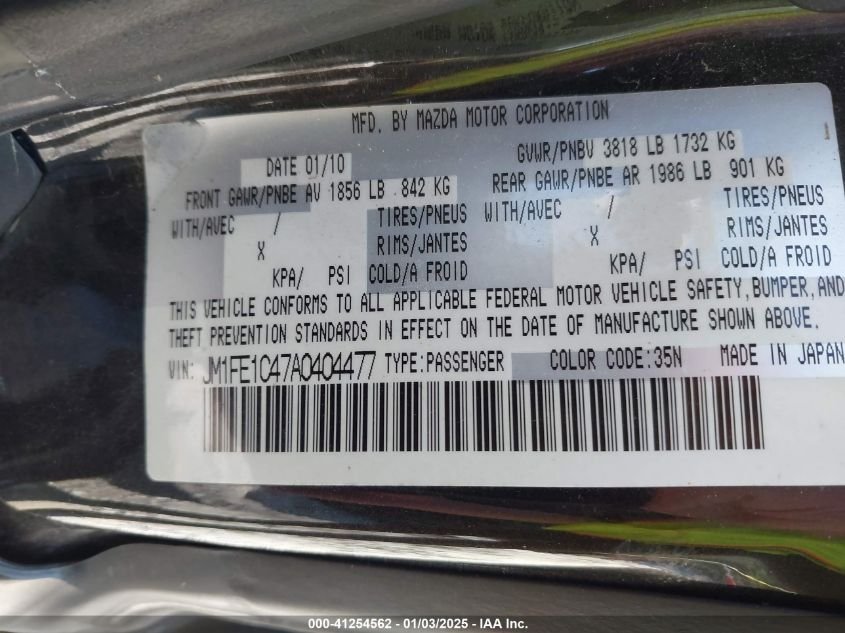 MFD. BY MAZDA MOTOR CORPORATION
DATE 01/10 GVWR/PNBV 3818 LB 1732 KG
FRONT GAWR/PNBE AV 1856 LB 842 KG REAR GAWR/PNBE AR 1986 LB 901 KG
WITH/AVEC / TIRES/PNEUS WITH/AVEC / TIRES/PNEUS
X RIMS/JANTES X RIMS/JANTES
KPA/ PSI COLD/A FROID KPA/ PSI COLD/A FROID
THIS VEHICLE CONFORMS TO ALL APPLICABLE FEDERAL MOTOR VEHICLE SAFETY,BUMPER,AND
THEFT PREVENTION STANDARDS IN EFFECT ON THE DATE OF MANUFACTURE SHOWN ABOVE.
VIN: JM1FE1C47A0404477 TYPE:PASSENGER COLOR CODE:35N MADE IN JAPAN
000-41254562 - 01/03/2025 - IAA Inc.